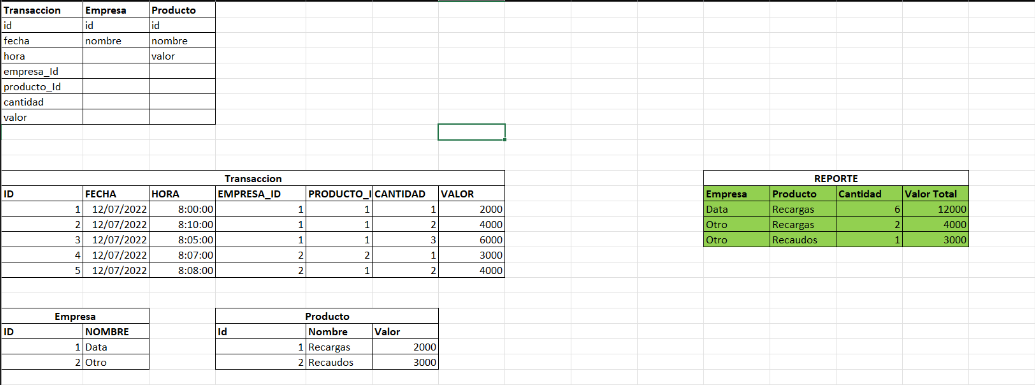 Transaccion Empresa Producto
id id id
fecha nombre nombre
hora valor
empresa_Id
producto_Id
cantidad
valor
Transaccion
ID FECHA HORA EMPRESA_ID PRODUCTO_I CANTIDAD VALOR
1 12/07/2022 8:00:00 1 1 1 2000
2 12/07/2022 8:10:00 1 1 2 4000
3 12/07/2022 8:05:00 1 1 3 6000
4 12/07/2022 8:07:00 2 2 1 3000
5 12/07/2022 8:08:00 2 1 2 4000
REPORTE
Empresa Producto Cantidad Valor Total
Data Recargas 6 12000
Otro Recargas 2 4000
Otro Recaudos 1 3000
Empresa
ID NOMBRE
1 Data
2 Otro
Producto
Id Nombre Valor
1 Recargas 2000
2 Recaudos 3000